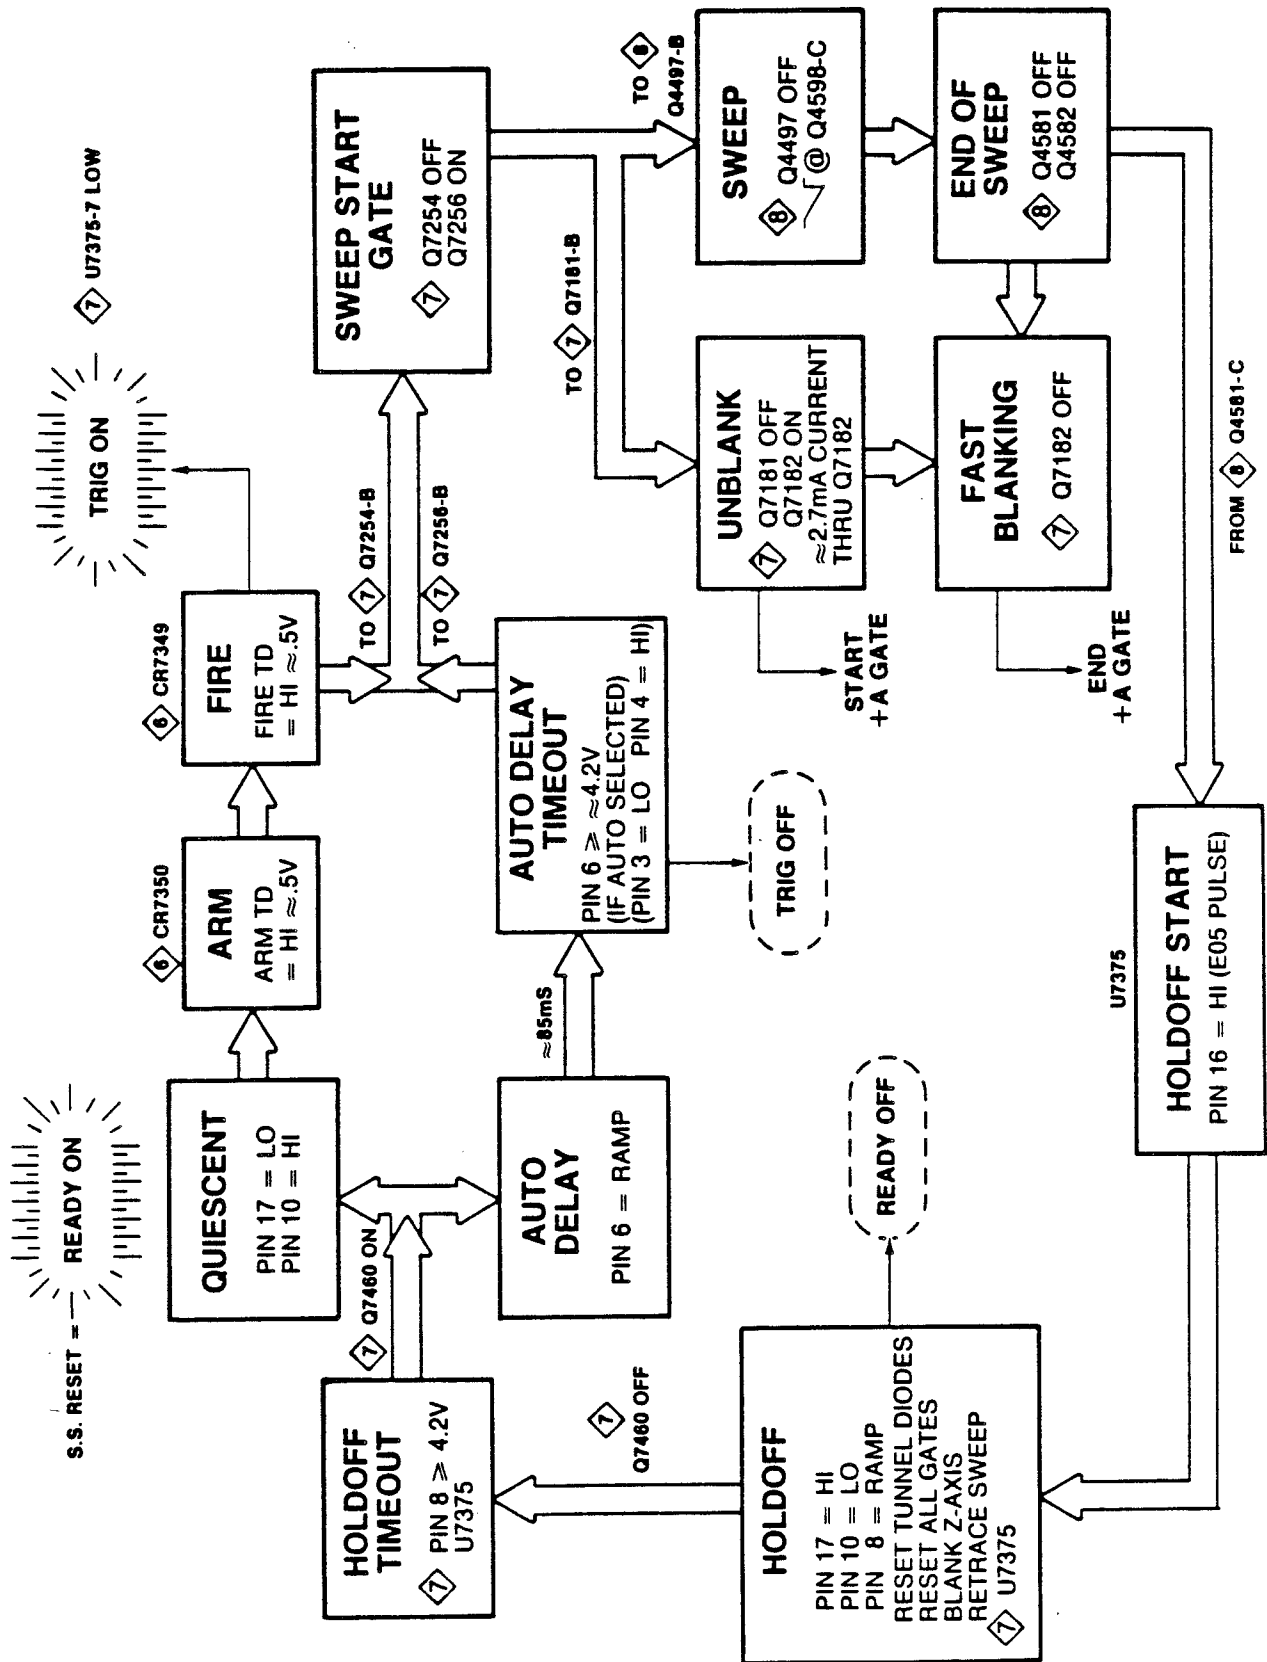 S.S. RESET =
READY ON
QUIESCENT
PIN 17 = LO
PIN 10 = HI
6 CR7350
ARM
ARM TD
= HI ≈.5V
6 CR7349
FIRE
FIRE TD
= HI ≈.5V
TRIG ON
7 U7375-7 LOW
HOLDOFF
TIMEOUT
7 PIN 8 ⩾ 4.2V
U7375
7 Q7460 ON
AUTO
DELAY
PIN 6 = RAMP
≈85mS
AUTO DELAY
TIMEOUT
PIN 6 ⩾ ≈4.2V
(IF AUTO SELECTED)
(PIN 3 = LO PIN 4 = HI)
TRIG OFF
TO 7 Q7254-B
TO 7 Q7256-B
SWEEP START
GATE
7 Q7254 OFF
Q7256 ON
TO 7 Q7181-B
TO 8
Q4497-B
UNBLANK
7 Q7181 OFF
Q7182 ON
≈2.7mA CURRENT
THRU Q7182
START
+A GATE
SWEEP
8 Q4497 OFF
@ Q4598-C
FAST
BLANKING
7 Q7182 OFF
END
+A GATE
END OF
SWEEP
8 Q4581 OFF
Q4582 OFF
FROM 8 Q4581-C
U7375
HOLDOFF START
PIN 16 = HI (E05 PULSE)
HOLDOFF
PIN 17 = HI
PIN 10 = LO
PIN 8 = RAMP
RESET TUNNEL DIODES
RESET ALL GATES
BLANK Z-AXIS
RETRACE SWEEP
7 U7375
READY OFF
7
Q7460 OFF